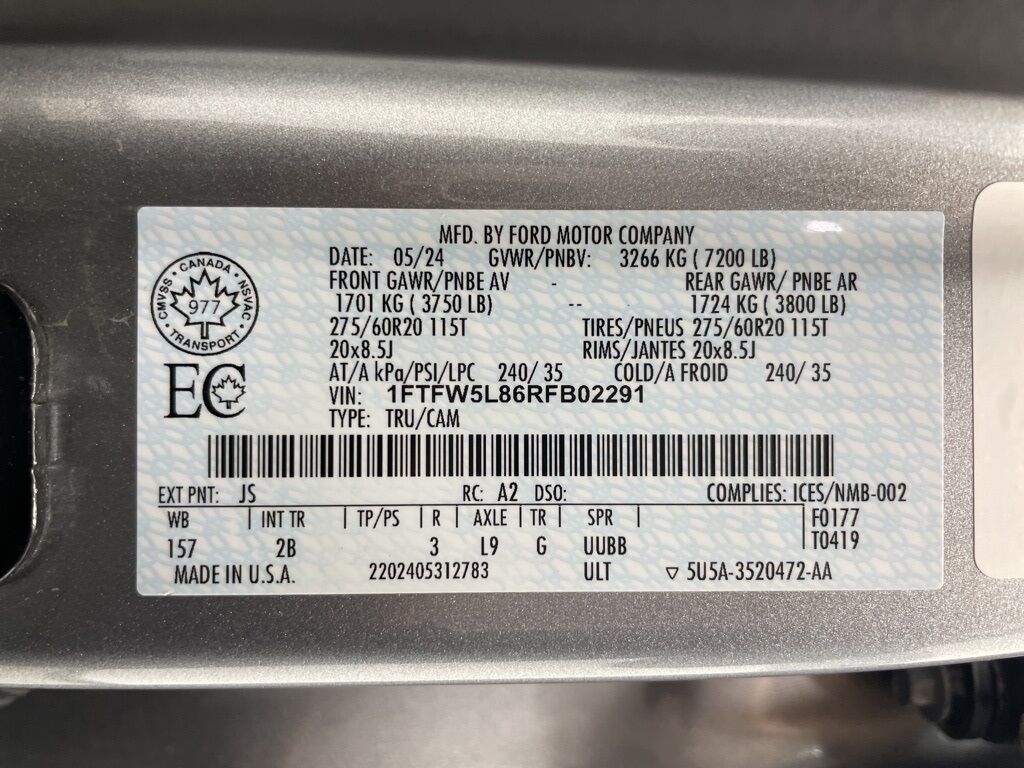 MFD. BY FORD MOTOR COMPANY
DATE: 05/24 GVWR/PNBV: 3266 KG ( 7200 LB)
FRONT GAWR/PNBE AV - REAR GAWR/ PNBE AR
1701 KG ( 3750 LB) -- 1724 KG ( 3800 LB)
275/60R20 115T TIRES/PNEUS 275/60R20 115T
20x8.5J RIMS/JANTES 20x8.5J
AT/A kPa/PSI/LPC 240/ 35 COLD/A FROID 240/ 35
VIN: 1FTFW5L86RFB02291
TYPE: TRU/CAM
CANADA
CMVSS NSVAC
977
TRANSPORT
EC
EXT PNT: JS RC: A2 DSO: COMPLIES: ICES/NMB-002
WB | INT TR | TP/PS | R | AXLE | TR | SPR | F0177
157 2B 3 L9 G UUBB T0419
MADE IN U.S.A. 2202405312783 ULT ▽ 5U5A-3520472-AA